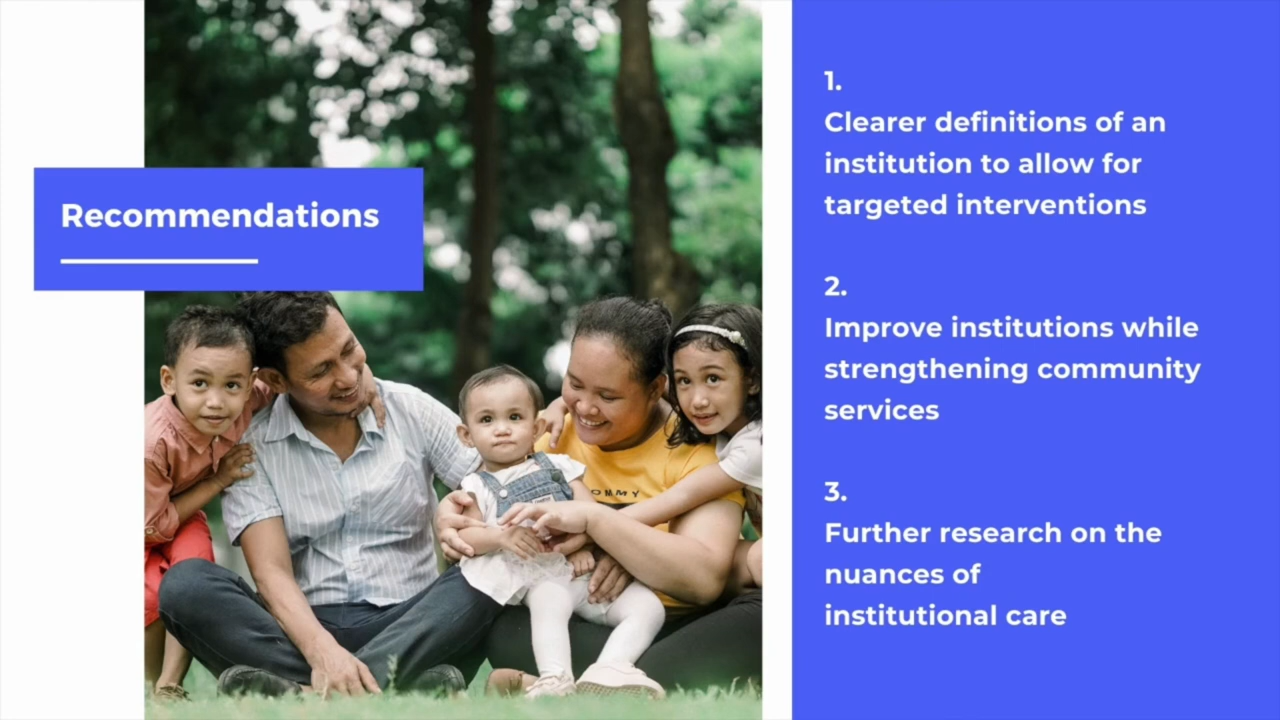 Recommendations
1.
Clearer definitions of an
institution to allow for
targeted interventions
2.
Improve institutions while
strengthening community
services
3.
Further research on the
nuances of
institutional care
OMMY